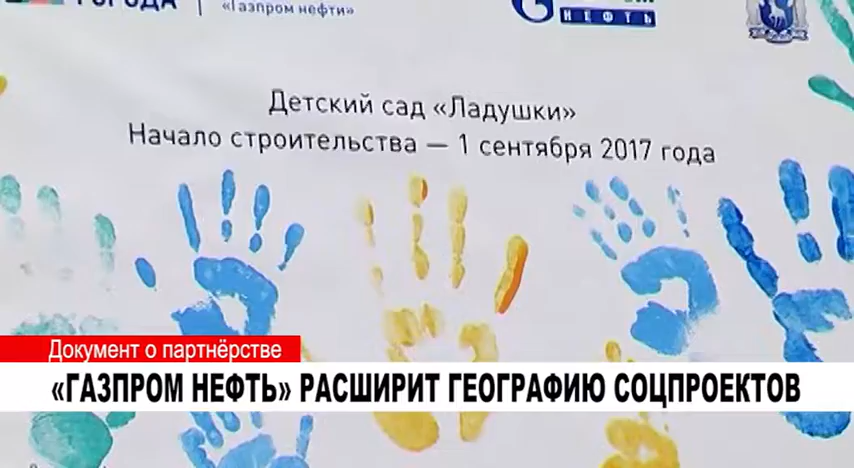 ГОРОДА
«Газпром нефти»
НЕФТЬ
Детский сад «Ладушки»
Начало строительства — 1 сентября 2017 года
Документ о партнёрстве
«ГАЗПРОМ НЕФТЬ» РАСШИРИТ ГЕОГРАФИЮ СОЦПРОЕКТОВ